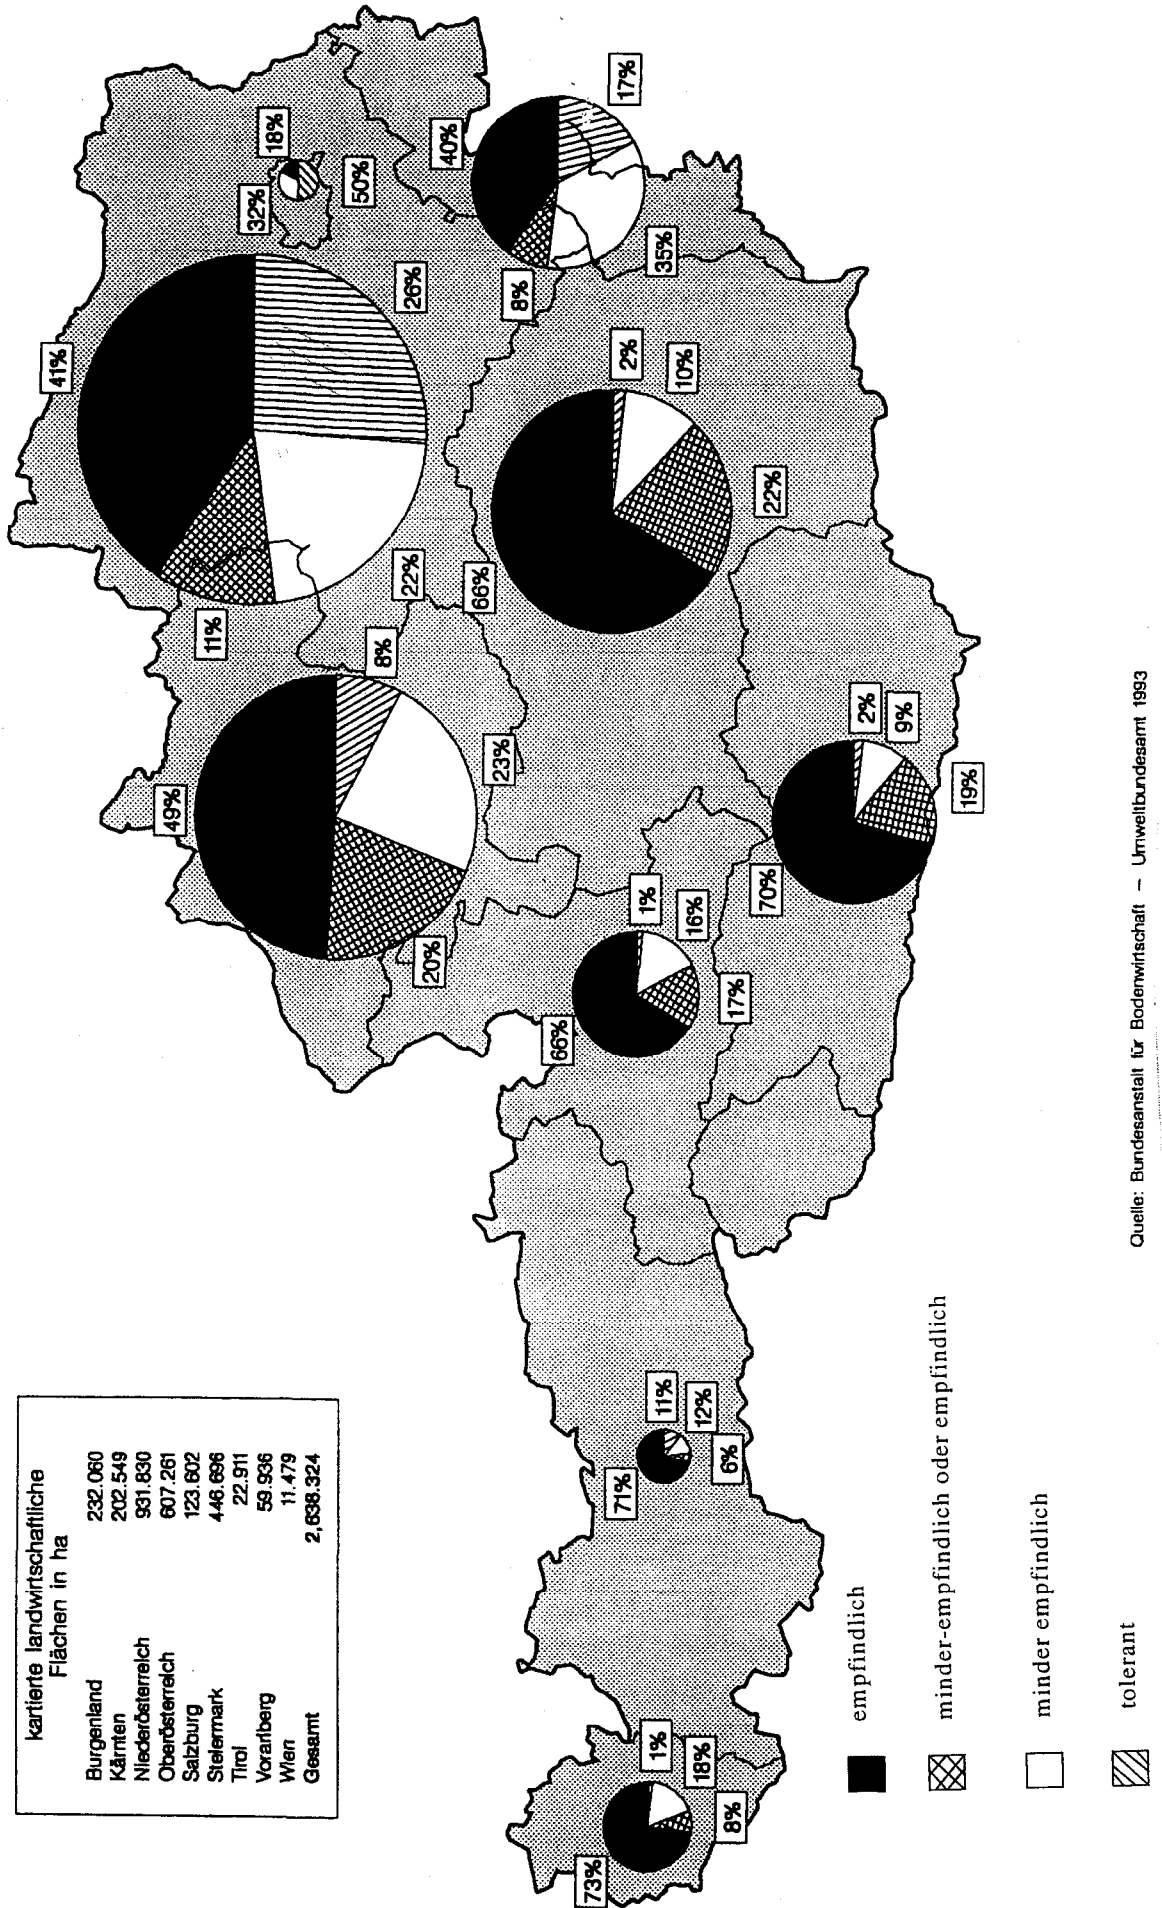 kartierte landwirtschaftliche
Flächen in ha
Burgenland 232.060
Kärnten 202.549
Niederösterreich 931.830
Oberösterreich 607.261
Salzburg 123.602
Steiermark 446.696
Tirol 22.911
Vorarlberg 59.936
Wien 11.479
Gesamt 2,638.324
41%
26%
22%
11%
18%
50%
32%
40%
17%
35%
8%
49%
8%
23%
20%
66%
2%
10%
22%
66%
1%
16%
17%
70%
2%
9%
19%
71%
11%
12%
6%
73%
1%
18%
8%
empfindlich
minder-empfindlich oder empfindlich
minder empfindlich
tolerant
Quelle: Bundesanstalt für Bodenwirtschaft – Umweltbundesamt 1993